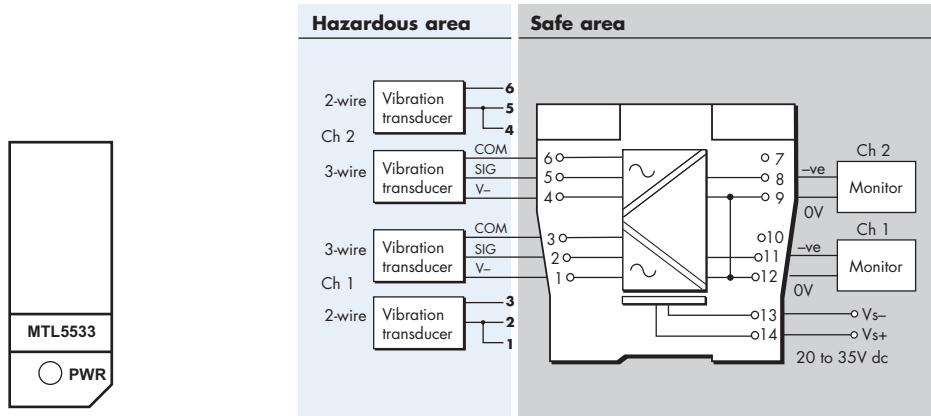 Hazardous area
Safe area
2-wire
Vibration
transducer
6
5
4
Ch 2
3-wire
Vibration
transducer
COM
SIG
V–
6
5
4
3-wire
Vibration
transducer
COM
SIG
V–
3
2
1
Ch 1
2-wire
Vibration
transducer
3
2
1
7
8
9
10
11
12
13
14
–ve
0V
Ch 2
Monitor
–ve
0V
Ch 1
Monitor
Vs–
Vs+
20 to 35V dc
MTL5533
PWR